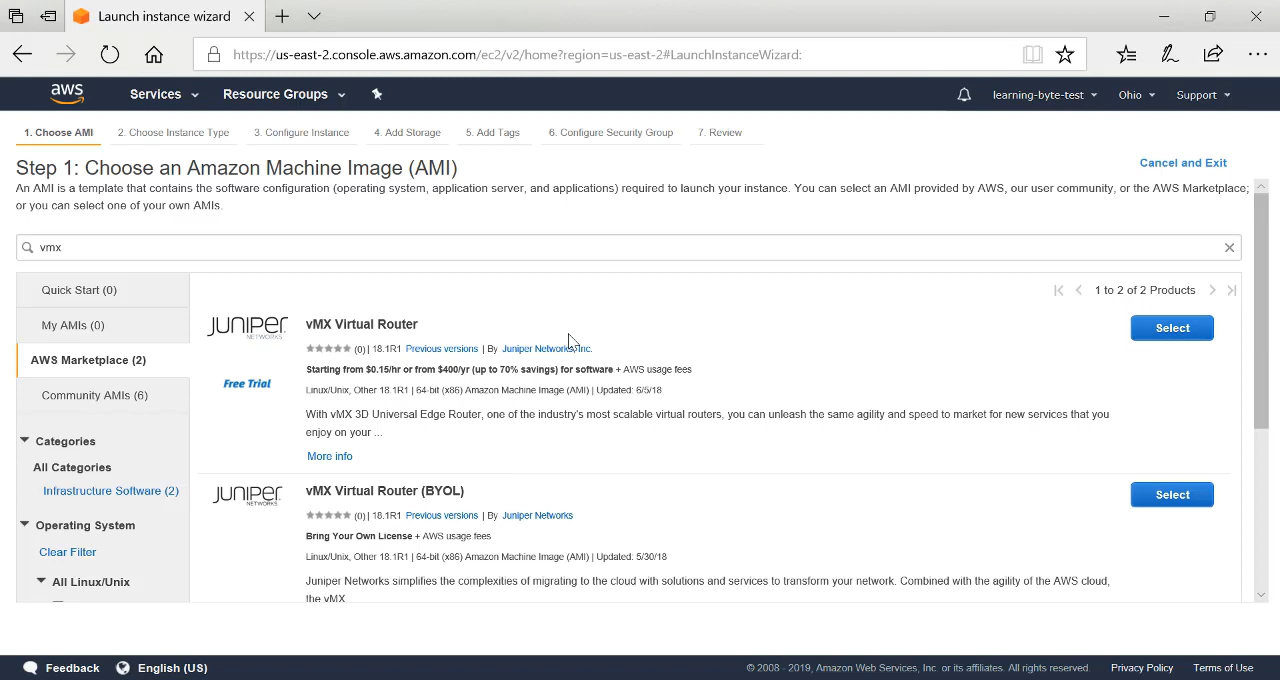 Launch instance wizard
https://us-east-2.console.aws.amazon.com/ec2/v2/home?region=us-east-2#LaunchInstanceWizard:
aws Services Resource Groups learning-byte-test Ohio Support
1. Choose AMI 2. Choose Instance Type 3. Configure Instance 4. Add Storage 5. Add Tags 6. Configure Security Group 7. Review
Step 1: Choose an Amazon Machine Image (AMI)
Cancel and Exit
An AMI is a template that contains the software configuration (operating system, application server, and applications) required to launch your instance. You can select an AMI provided by AWS, our user community, or the AWS Marketplace;
or you can select one of your own AMIs.
vmx
Quick Start (0)
My AMIs (0)
AWS Marketplace (2)
Community AMIs (6)
Categories
All Categories
Infrastructure Software (2)
Operating System
Clear Filter
All Linux/Unix
1 to 2 of 2 Products
JUNIPER NETWORKS
Free Trial
vMX Virtual Router
Select
(0) | 18.1R1 Previous versions | By Juniper Networks, Inc.
Starting from $0.15/hr or from $400/yr (up to 70% savings) for software + AWS usage fees
Linux/Unix, Other 18.1R1 | 64-bit (x86) Amazon Machine Image (AMI) | Updated: 6/5/18
With vMX 3D Universal Edge Router, one of the industry's most scalable virtual routers, you can unleash the same agility and speed to market for new services that you
enjoy on your ...
More info
JUNIPER NETWORKS
vMX Virtual Router (BYOL)
Select
(0) | 18.1R1 Previous versions | By Juniper Networks
Bring Your Own License + AWS usage fees
Linux/Unix, Other 18.1R1 | 64-bit (x86) Amazon Machine Image (AMI) | Updated: 5/30/18
Juniper Networks simplifies the complexities of migrating to the cloud with solutions and services to transform your network. Combined with the agility of the AWS cloud,
the vMX
Feedback English (US) © 2008 - 2019, Amazon Web Services, Inc. or its affiliates. All rights reserved. Privacy Policy Terms of Use